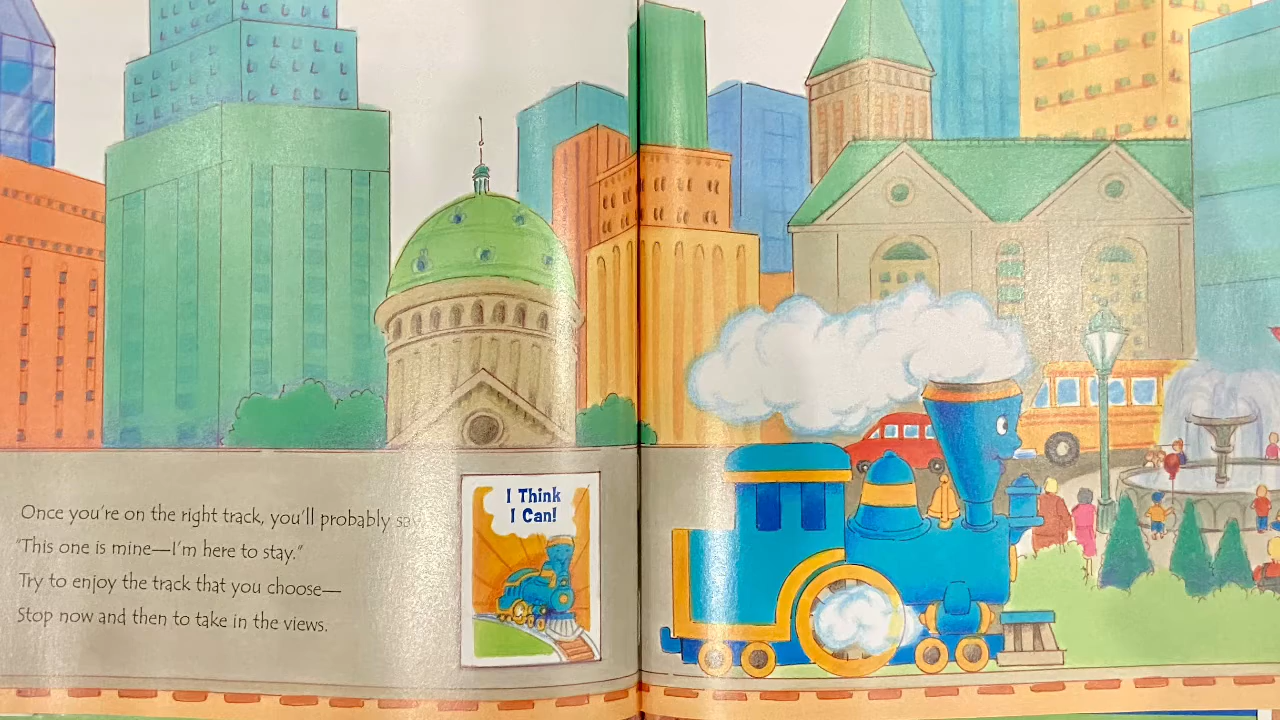 Once you're on the right track, you'll probably say,
"This one is mine—I'm here to stay."
Try to enjoy the track that you choose—
Stop now and then to take in the views.
I Think
I Can!